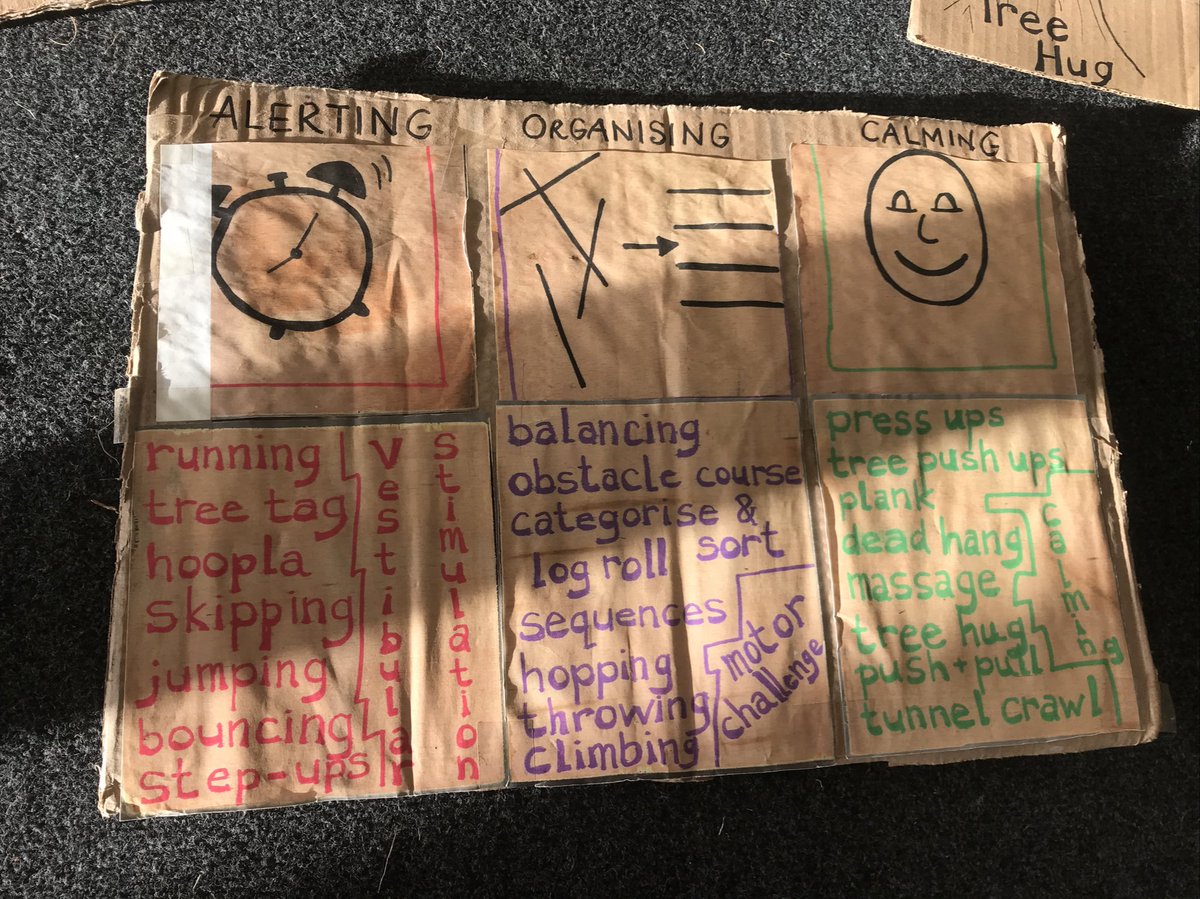 Tree
Hug
ALERTING
ORGANISING
CALMING
running
tree tag
hoopla
skipping
jumping
bouncing
step-ups
Vestibular
Stimulation
balancing
obstacle course
categorise &
sort
log roll
sequences
hopping
throwing
climbing
motor
challenge
press ups
tree push ups
plank
dead hang
massage
tree hug
push + pull
tunnel crawl
calming